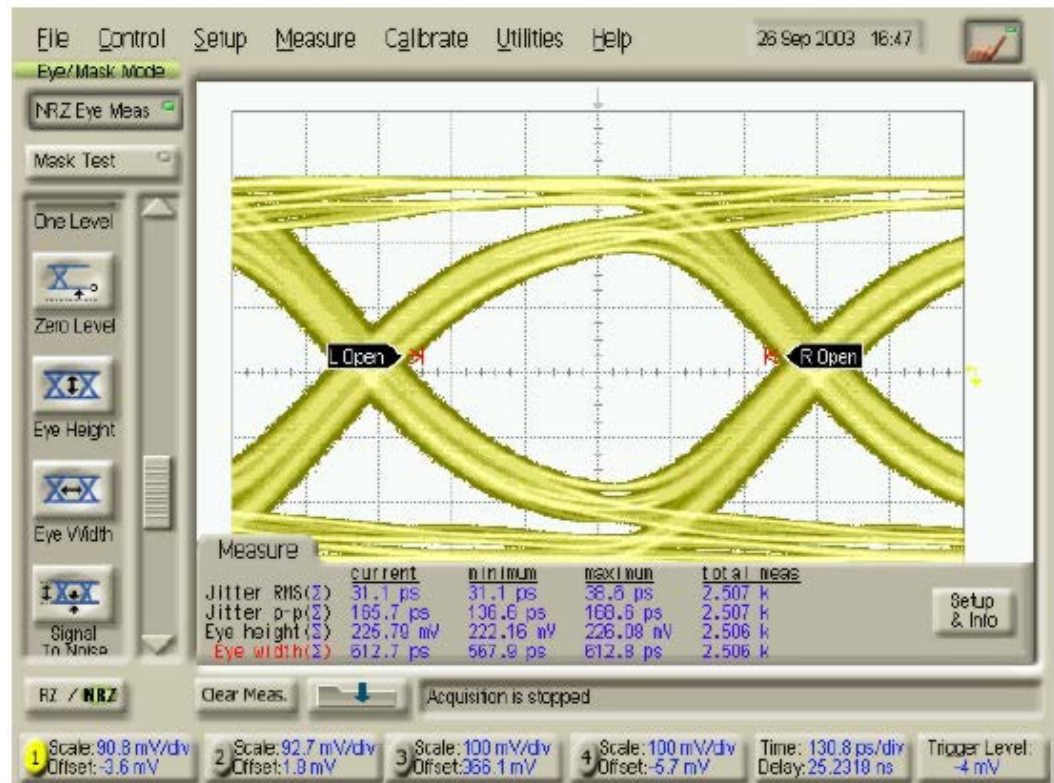 File Control Setup Measure Calibrate Utilities Help 26 Sep 2003 16:47
Eye/Mask Mode
NRZ Eye Meas
Mask Test
One Level
Zero Level
Eye Height
Eye Width
Signal
To Noise
L Open R Open
Measure
current minimum maximum total meas
Jitter RMS(Σ) 31.1 ps 31.1 ps 38.8 ps 2.507 k
Jitter p-p(Σ) 165.7 ps 136.6 ps 168.6 ps 2.507 k
Eye height(Σ) 225.79 mV 222.16 mV 226.08 mV 2.506 k
Eye width(Σ) 612.7 ps 567.9 ps 612.8 ps 2.506 k
Setup
& Info
RZ / NRZ
Clear Meas.
Acquisition is stopped
1 Scale: 90.8 mV/div
Offset: -3.6 mV
2 Scale: 92.7 mV/div
Offset: 1.8 mV
3 Scale: 100 mV/div
Offset: 366.1 mV
4 Scale: 100 mV/div
Offset: -5.7 mV
Time: 130.8 ps/div
Delay: 25.2318 ns
Trigger Level:
-4 mV